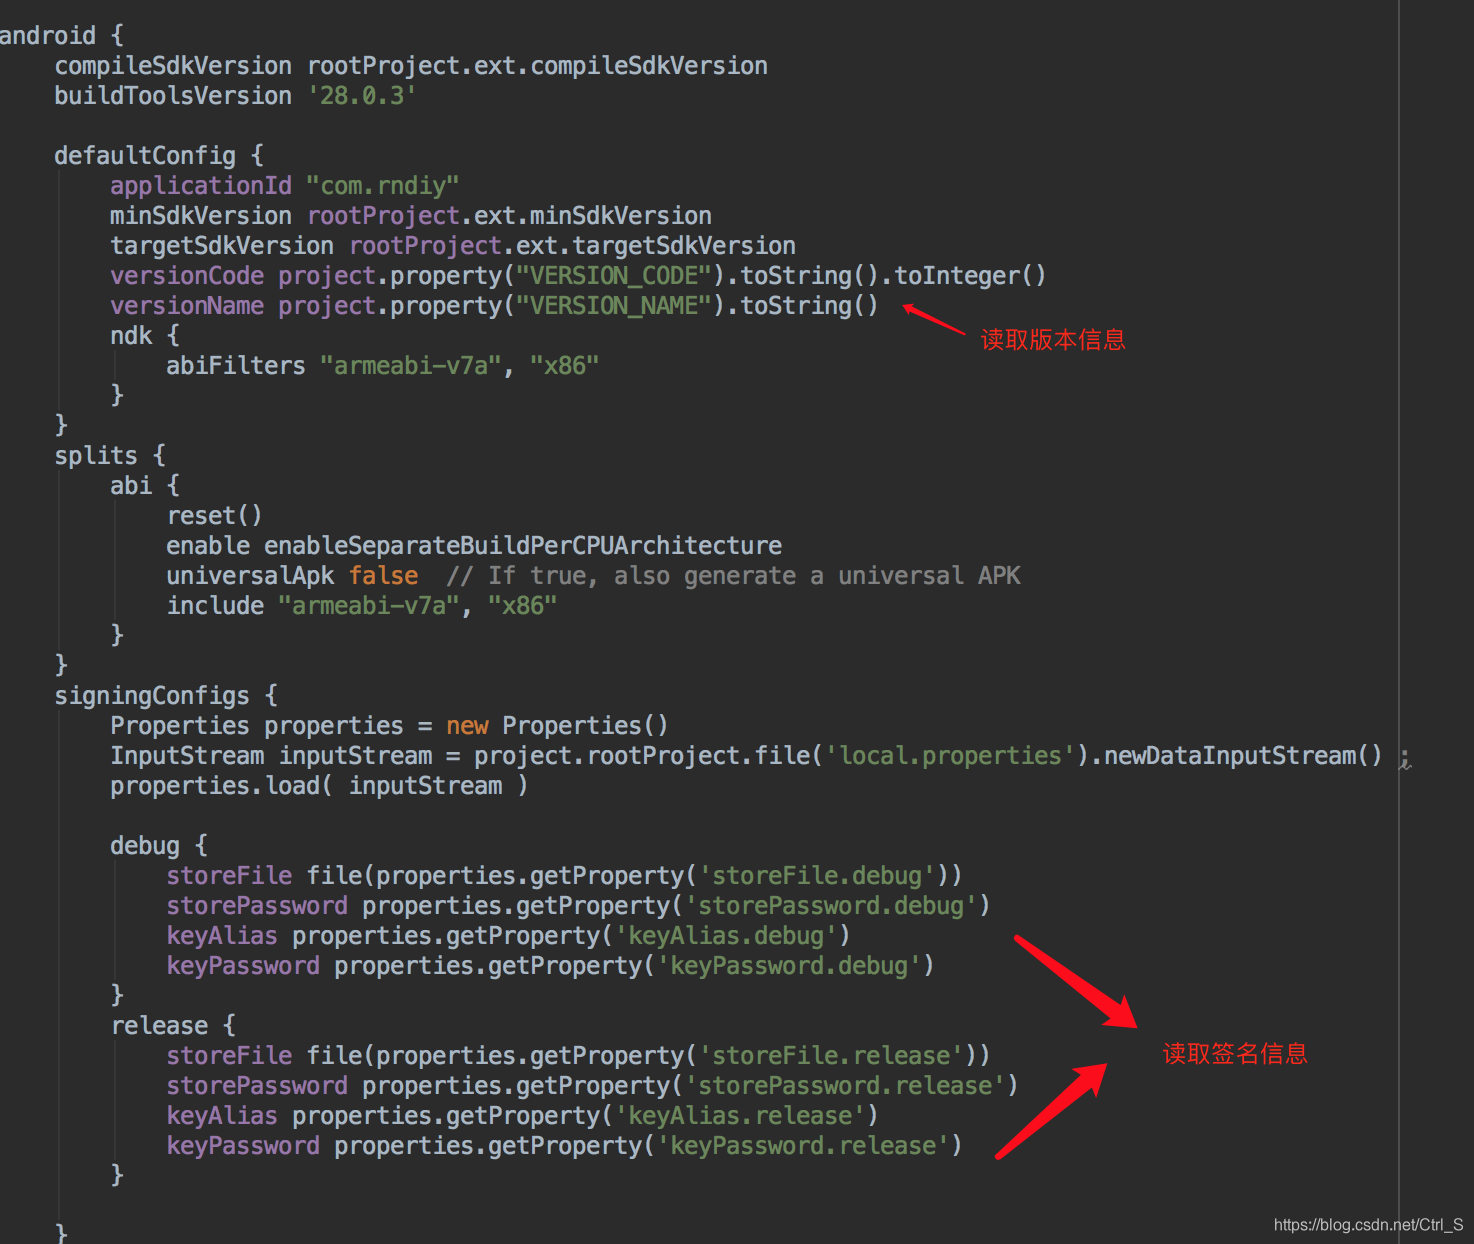 android {
    compileSdkVersion rootProject.ext.compileSdkVersion
    buildToolsVersion '28.0.3'

    defaultConfig {
        applicationId "com.rndiy"
        minSdkVersion rootProject.ext.minSdkVersion
        targetSdkVersion rootProject.ext.targetSdkVersion
        versionCode project.property("VERSION_CODE").toString().toInteger()
        versionName project.property("VERSION_NAME").toString()
        ndk {
读取版本信息
            abiFilters "armeabi-v7a", "x86"
        }
    }
    splits {
        abi {
            reset()
            enable enableSeparateBuildPerCPUArchitecture
            universalApk false  // If true, also generate a universal APK
            include "armeabi-v7a", "x86"
        }
    }
    signingConfigs {
        Properties properties = new Properties()
        InputStream inputStream = project.rootProject.file('local.properties').newDataInputStream() ;
        properties.load( inputStream )

        debug {
            storeFile file(properties.getProperty('storeFile.debug'))
            storePassword properties.getProperty('storePassword.debug')
            keyAlias properties.getProperty('keyAlias.debug')
            keyPassword properties.getProperty('keyPassword.debug')
        }
        release {
            storeFile file(properties.getProperty('storeFile.release'))
读取签名信息
            storePassword properties.getProperty('storePassword.release')
            keyAlias properties.getProperty('keyAlias.release')
            keyPassword properties.getProperty('keyPassword.release')
        }

    }
https://blog.csdn.net/Ctrl_S